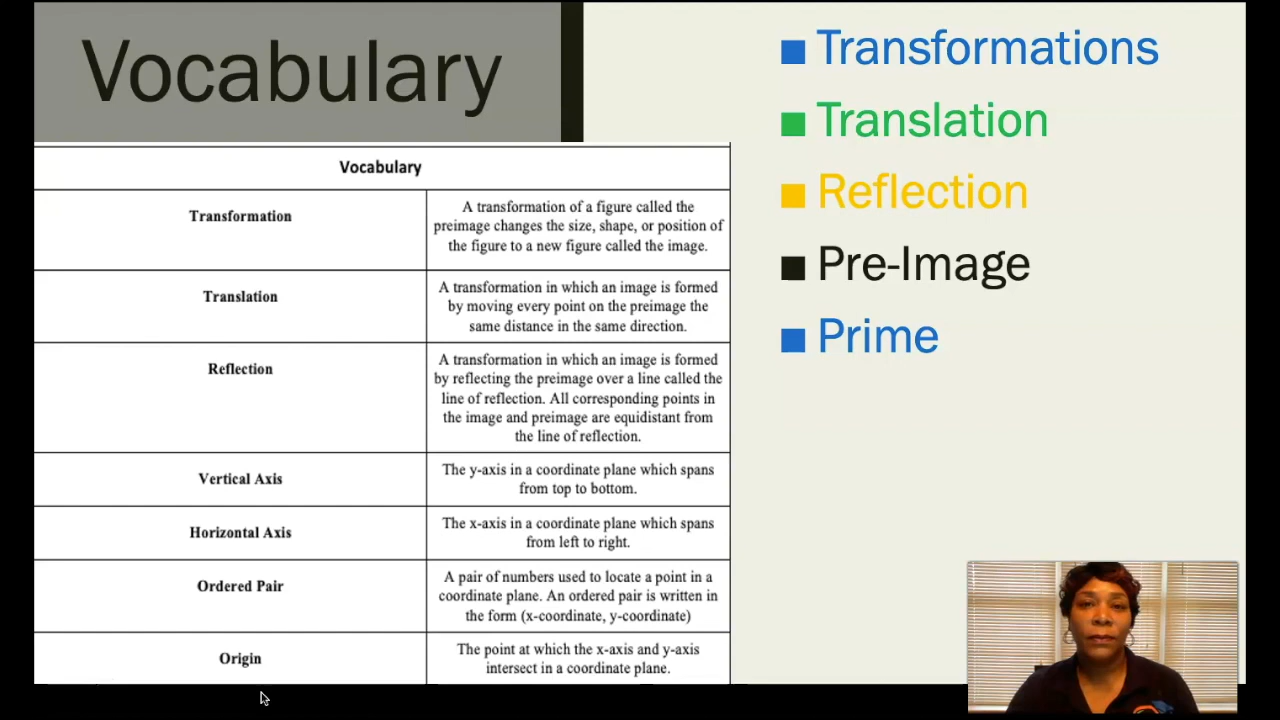 Vocabulary
Vocabulary
Transformation
A transformation of a figure called the
preimage changes the size, shape, or position of
the figure to a new figure called the image.
Translation
A transformation in which an image is formed
by moving every point on the preimage the
same distance in the same direction.
Reflection
A transformation in which an image is formed
by reflecting the preimage over a line called the
line of reflection. All corresponding points in
the image and preimage are equidistant from
the line of reflection.
Vertical Axis
The y-axis in a coordinate plane which spans
from top to bottom.
Horizontal Axis
The x-axis in a coordinate plane which spans
from left to right.
Ordered Pair
A pair of numbers used to locate a point in a
coordinate plane. An ordered pair is written in
the form (x-coordinate, y-coordinate)
Origin
The point at which the x-axis and y-axis
intersect in a coordinate plane.
Transformations
Translation
Reflection
Pre-Image
Prime